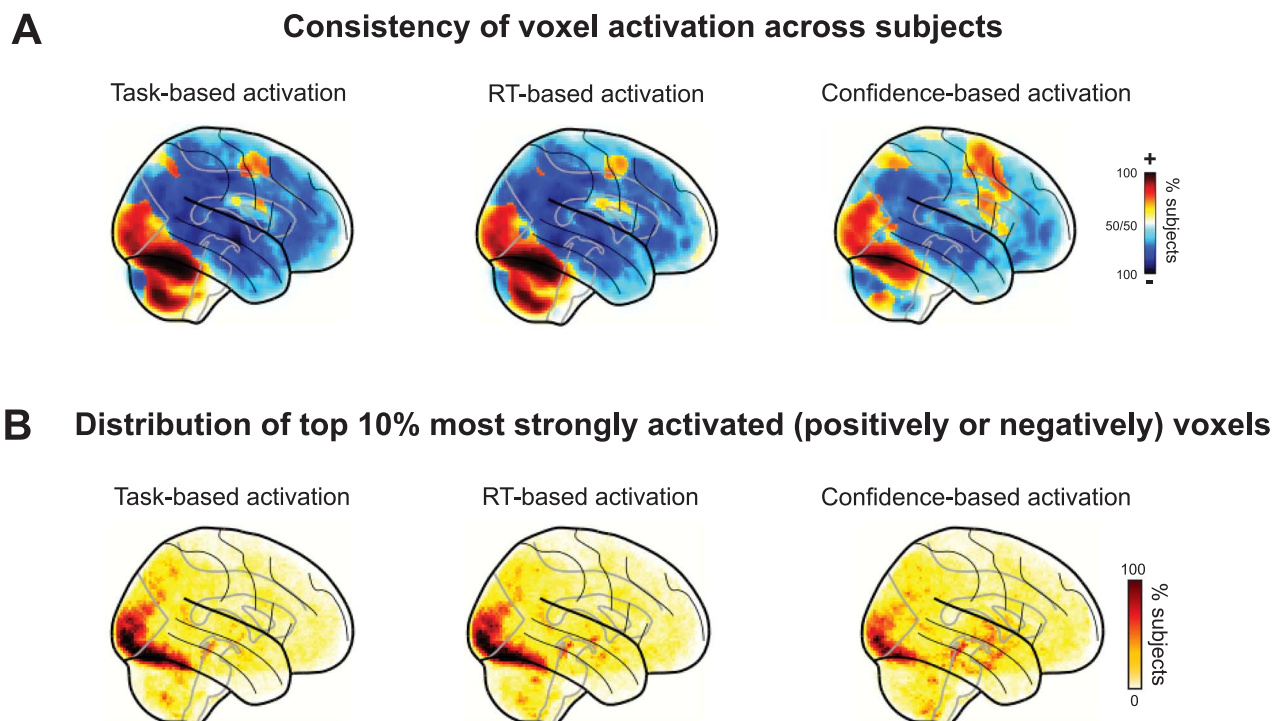 A
Consistency of voxel activation across subjects
Task-based activation
RT-based activation
Confidence-based activation
+
100
50/50
100
-
% subjects
B
Distribution of top 10% most strongly activated (positively or negatively) voxels
Task-based activation
RT-based activation
Confidence-based activation
100
0
% subjects